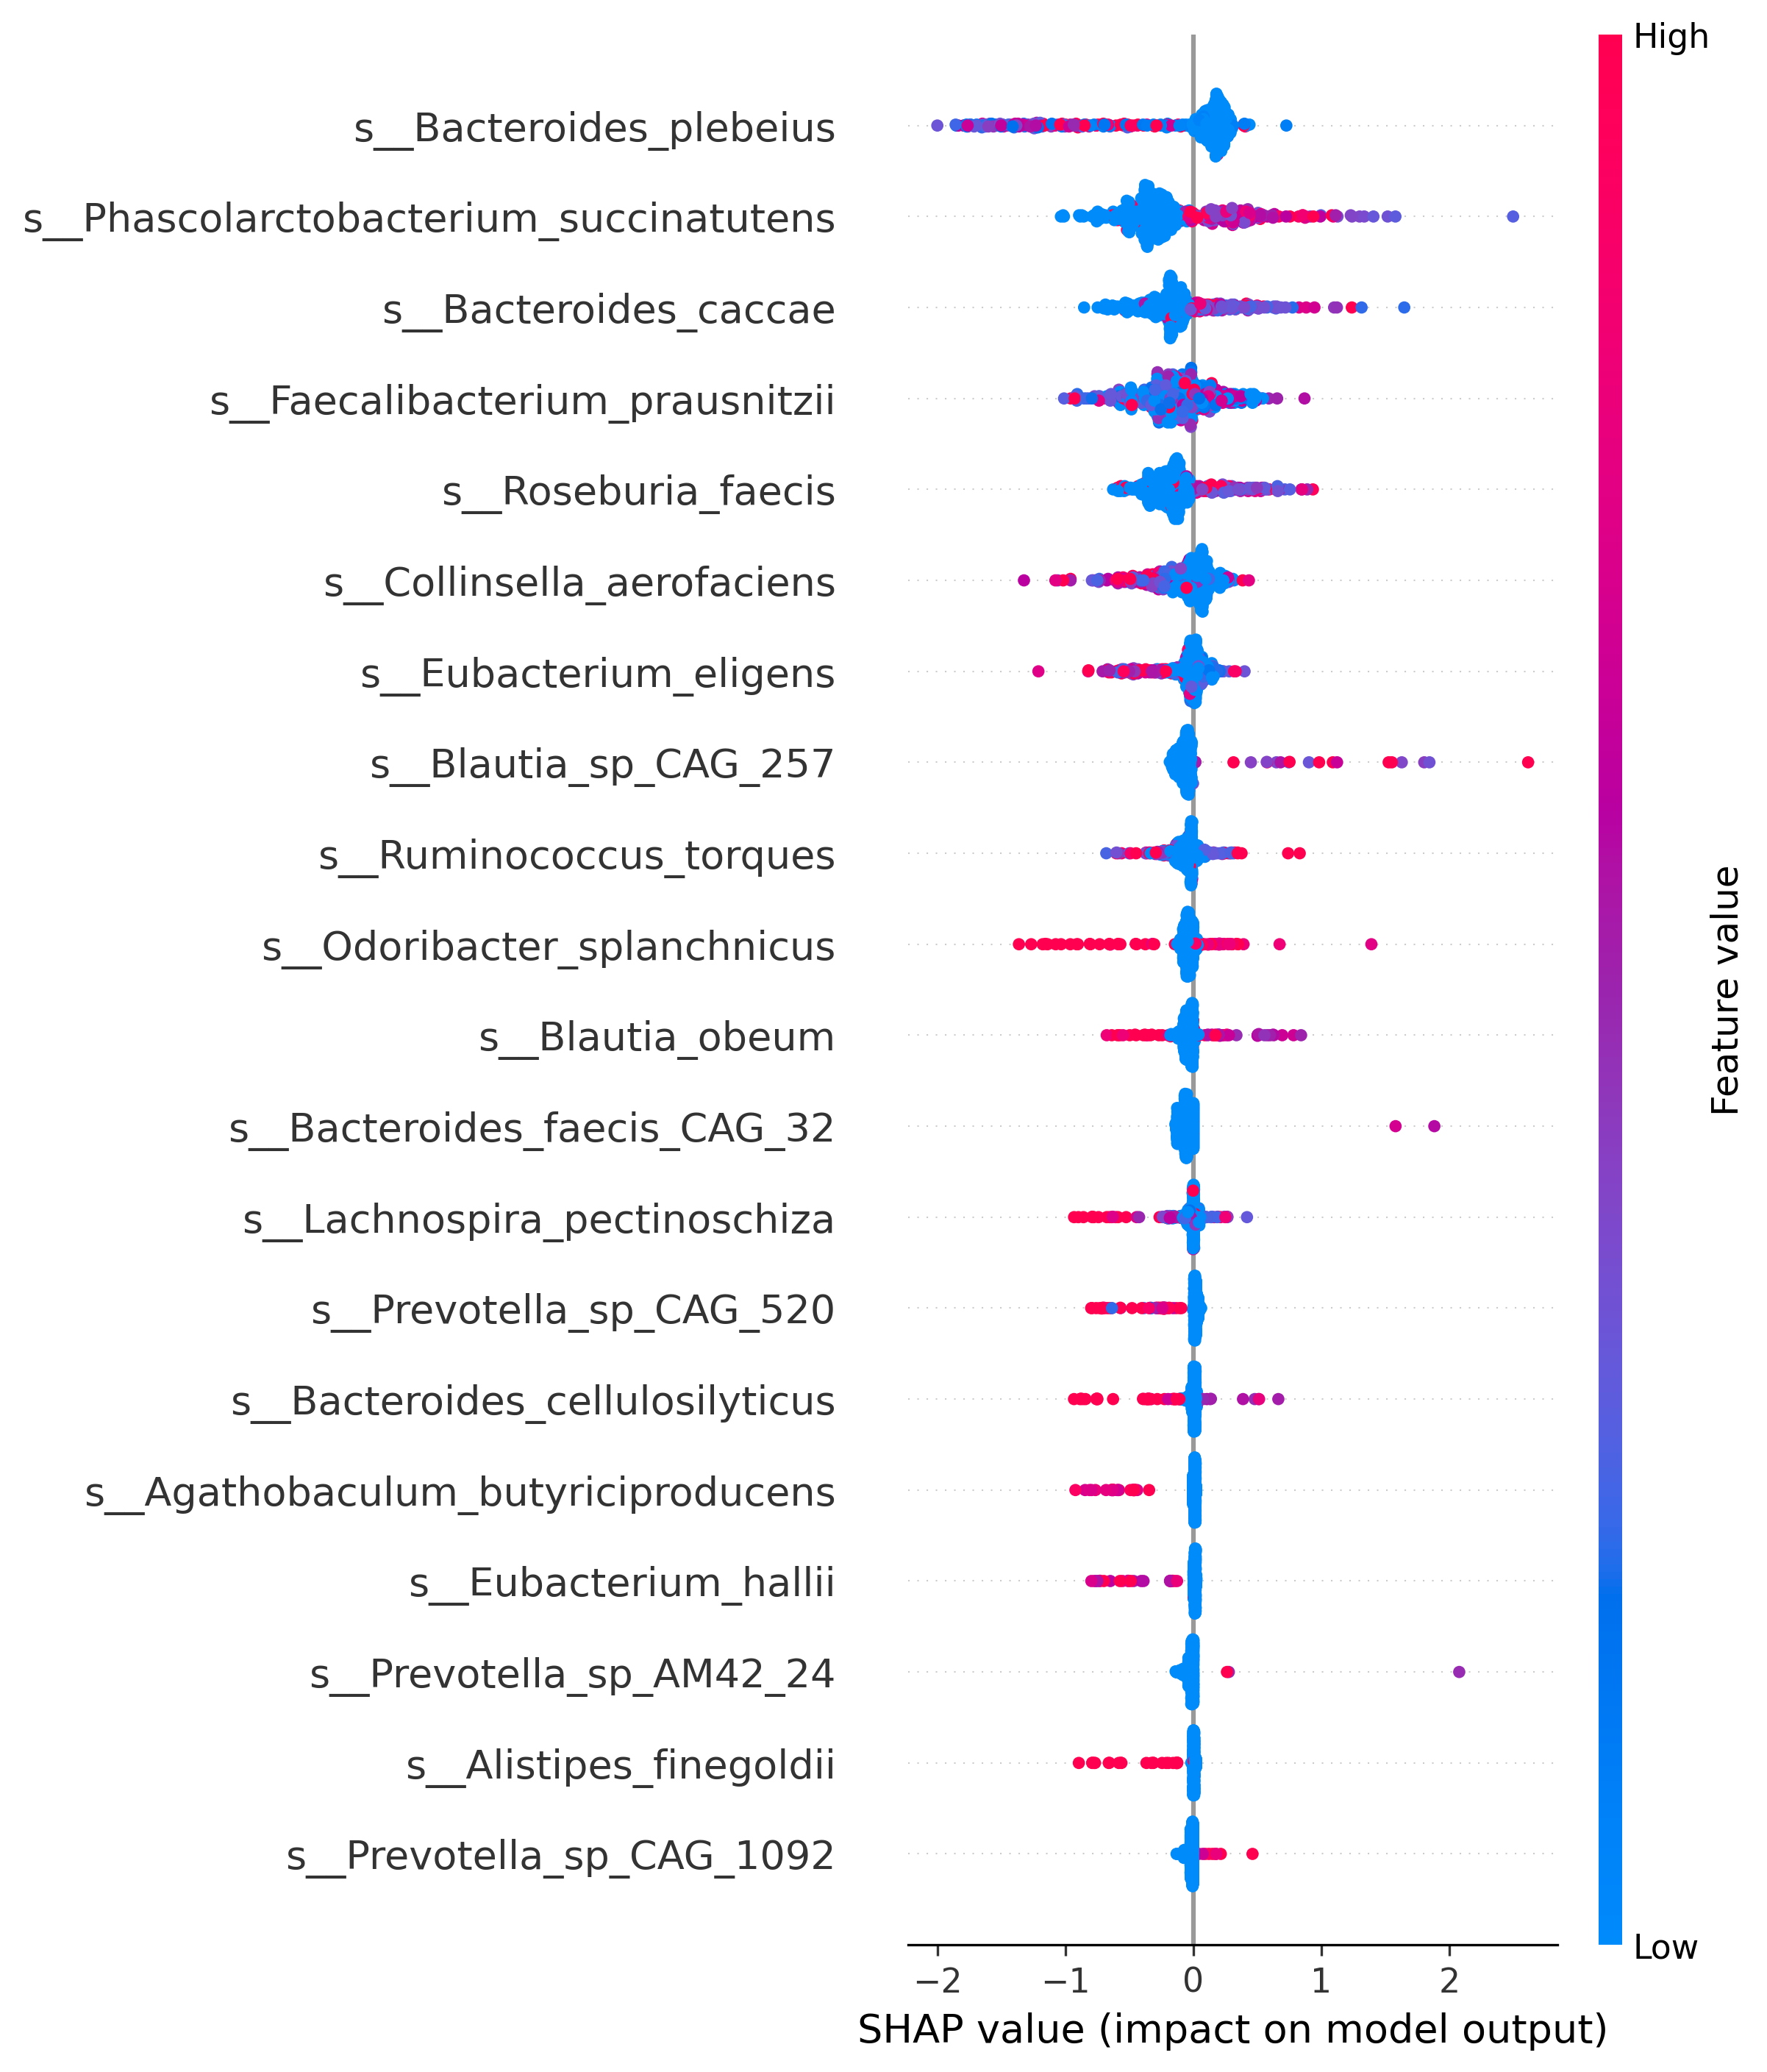 High
s__Bacteroides_plebeius
s__Phascolarctobacterium_succinatutens
s__Bacteroides_caccae
s__Faecalibacterium_prausnitzii
s__Roseburia_faecis
s__Collinsella_aerofaciens
s__Eubacterium_eligens
s__Blautia_sp_CAG_257
s__Ruminococcus_torques
s__Odoribacter_splanchnicus
s__Blautia_obeum
s__Bacteroides_faecis_CAG_32
s__Lachnospira_pectinoschiza
s__Prevotella_sp_CAG_520
s__Bacteroides_cellulosilyticus
s__Agathobaculum_butyriciproducens
s__Eubacterium_hallii
s__Prevotella_sp_AM42_24
s__Alistipes_finegoldii
s__Prevotella_sp_CAG_1092
Feature value
Low
−2 −1 0 1 2
SHAP value (impact on model output)